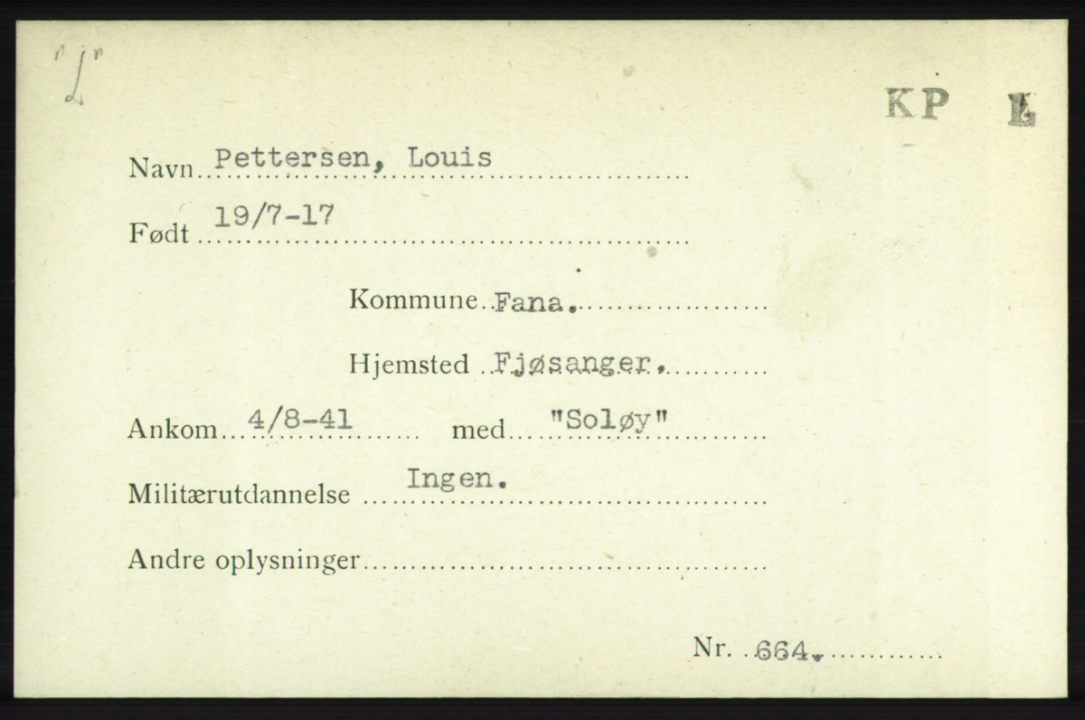 "L"
KP L
Navn Pettersen, Louis
Født 19/7-17
Kommune Fana.
Hjemsted Fjøsanger.
Ankom 4/8-41 med "Soløy"
Militærutdannelse Ingen.
Andre oplysninger
Nr. 664.